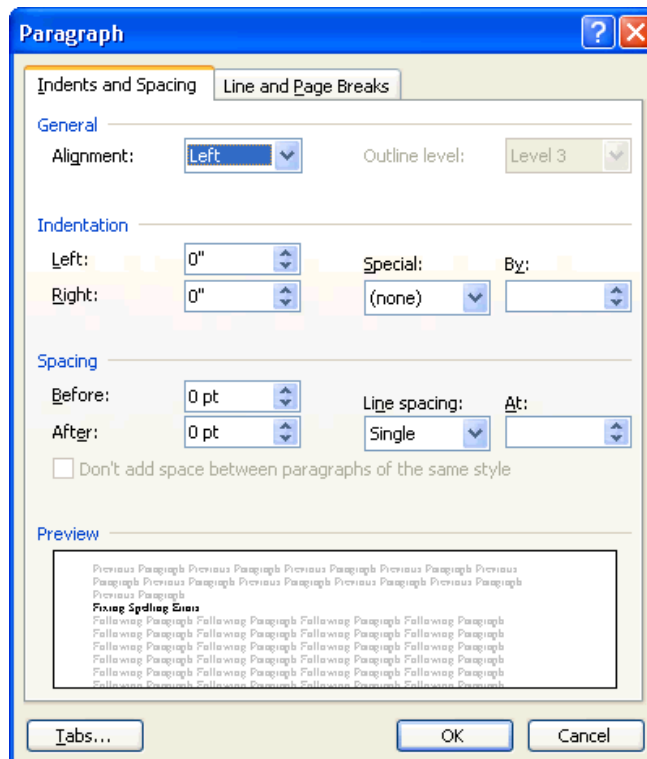 Paragraph
Indents and Spacing Line and Page Breaks
General
Alignment: Left Outline level: Level 3
Indentation
Left: 0"
Special: By:
Right: 0"
(none)
Spacing
Before: 0 pt
Line spacing: At:
After: 0 pt
Single
Don't add space between paragraphs of the same style
Preview
Previous Paragraph Previous Paragraph Previous Paragraph Previous Paragraph Previous
Paragraph Previous Paragraph Previous Paragraph Previous Paragraph Previous Paragraph
Previous Paragraph
Fixing Spelling Errors
Following Paragraph Following Paragraph Following Paragraph Following Paragraph
Following Paragraph Following Paragraph Following Paragraph Following Paragraph
Following Paragraph Following Paragraph Following Paragraph Following Paragraph
Following Paragraph Following Paragraph Following Paragraph Following Paragraph
Following Paragraph Following Paragraph Following Paragraph Following Paragraph
Following Paragraph Following Paragraph Following Paragraph Following Paragraph
Tabs... OK Cancel